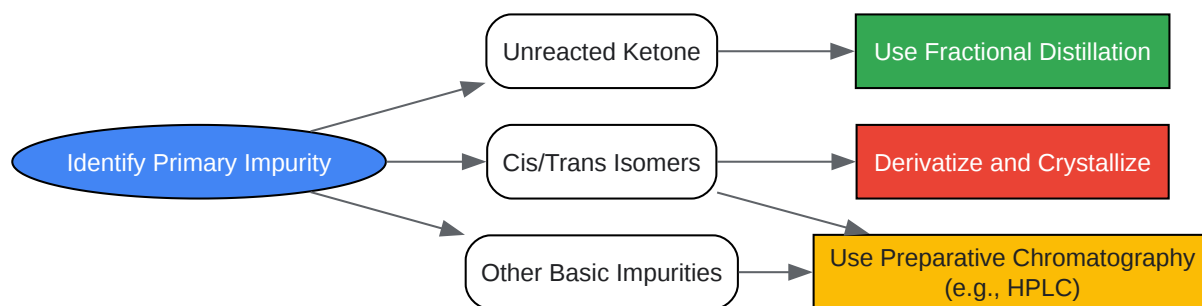 Unreacted Ketone
Use Fractional Distillation
Identify Primary Impurity
Cis/Trans Isomers
Derivatize and Crystallize
Other Basic Impurities
Use Preparative Chromatography
(e.g., HPLC)